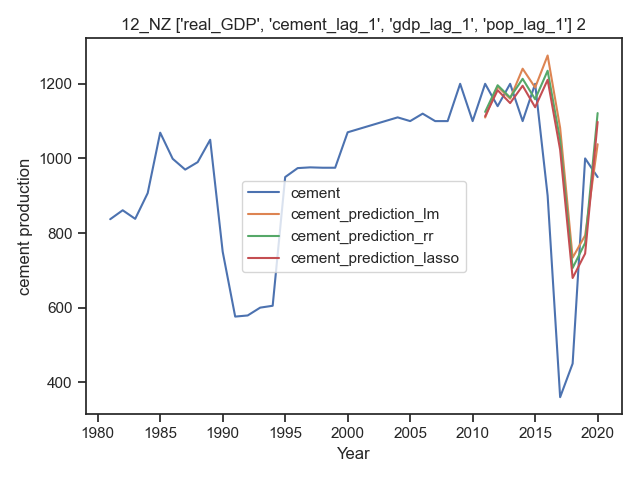 12_NZ ['real_GDP', 'cement_lag_1', 'gdp_lag_1', 'pop_lag_1'] 2
1200
1000
800
600
400
cement production
cement
cement_prediction_lm
cement_prediction_rr
cement_prediction_lasso
1980 1985 1990 1995 2000 2005 2010 2015 2020
Year